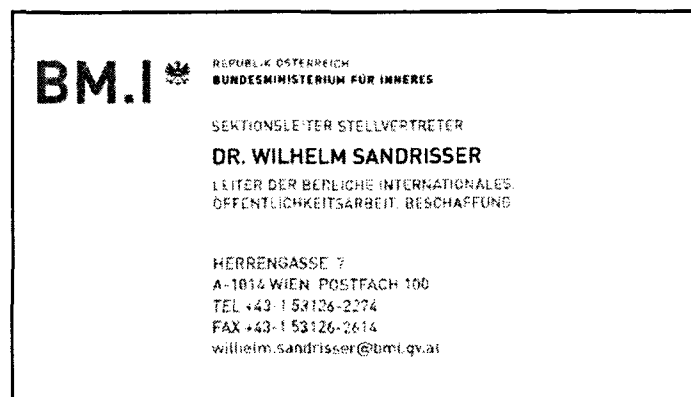 BM.I
REPUBLIK ÖSTERREICH
BUNDESMINISTERIUM FÜR INNERES
SEKTIONSLEITER STELLVERTRETER
DR. WILHELM SANDRISSER
LEITER DER BEREICHE INTERNATIONALES,
ÖFFENTLICHKEITSARBEIT, BESCHAFFUNG
HERRENGASSE 7
A-1014 WIEN, POSTFACH 100
TEL +43-1 53126-2274
FAX +43-1 53126-2614
wilhelm.sandrisser@bmi.gv.at